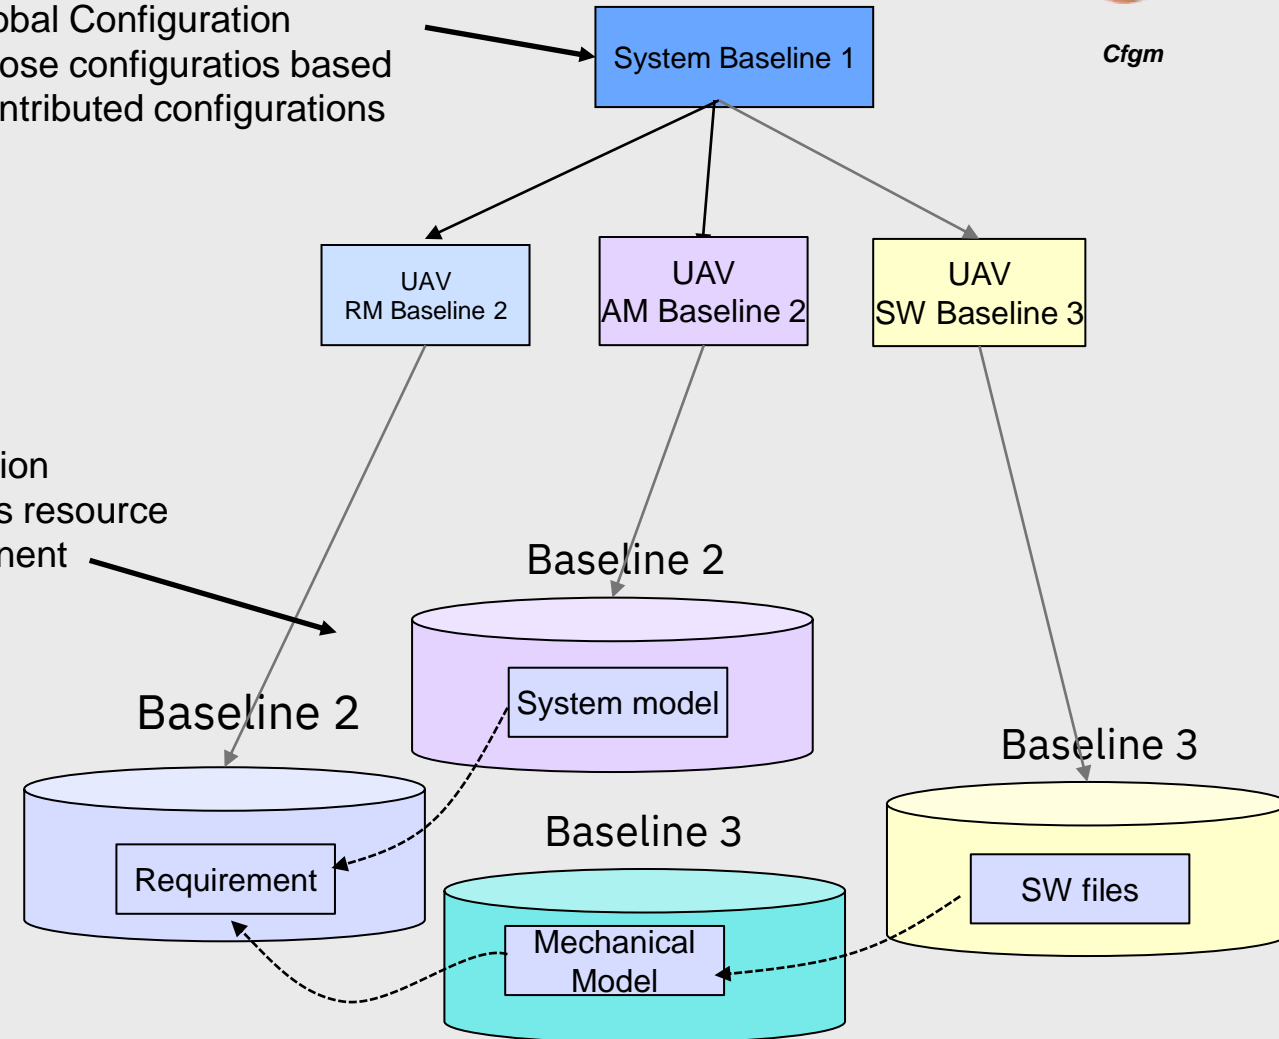 obal Configuration
ose configuratios based
ntributed configurations
System Baseline 1
Cfgm
UAV
RM Baseline 2
UAV
AM Baseline 2
UAV
SW Baseline 3
ion
s resource
nent
Baseline 2
System model
Baseline 2
Baseline 3
Requirement
Baseline 3
SW files
Mechanical
Model